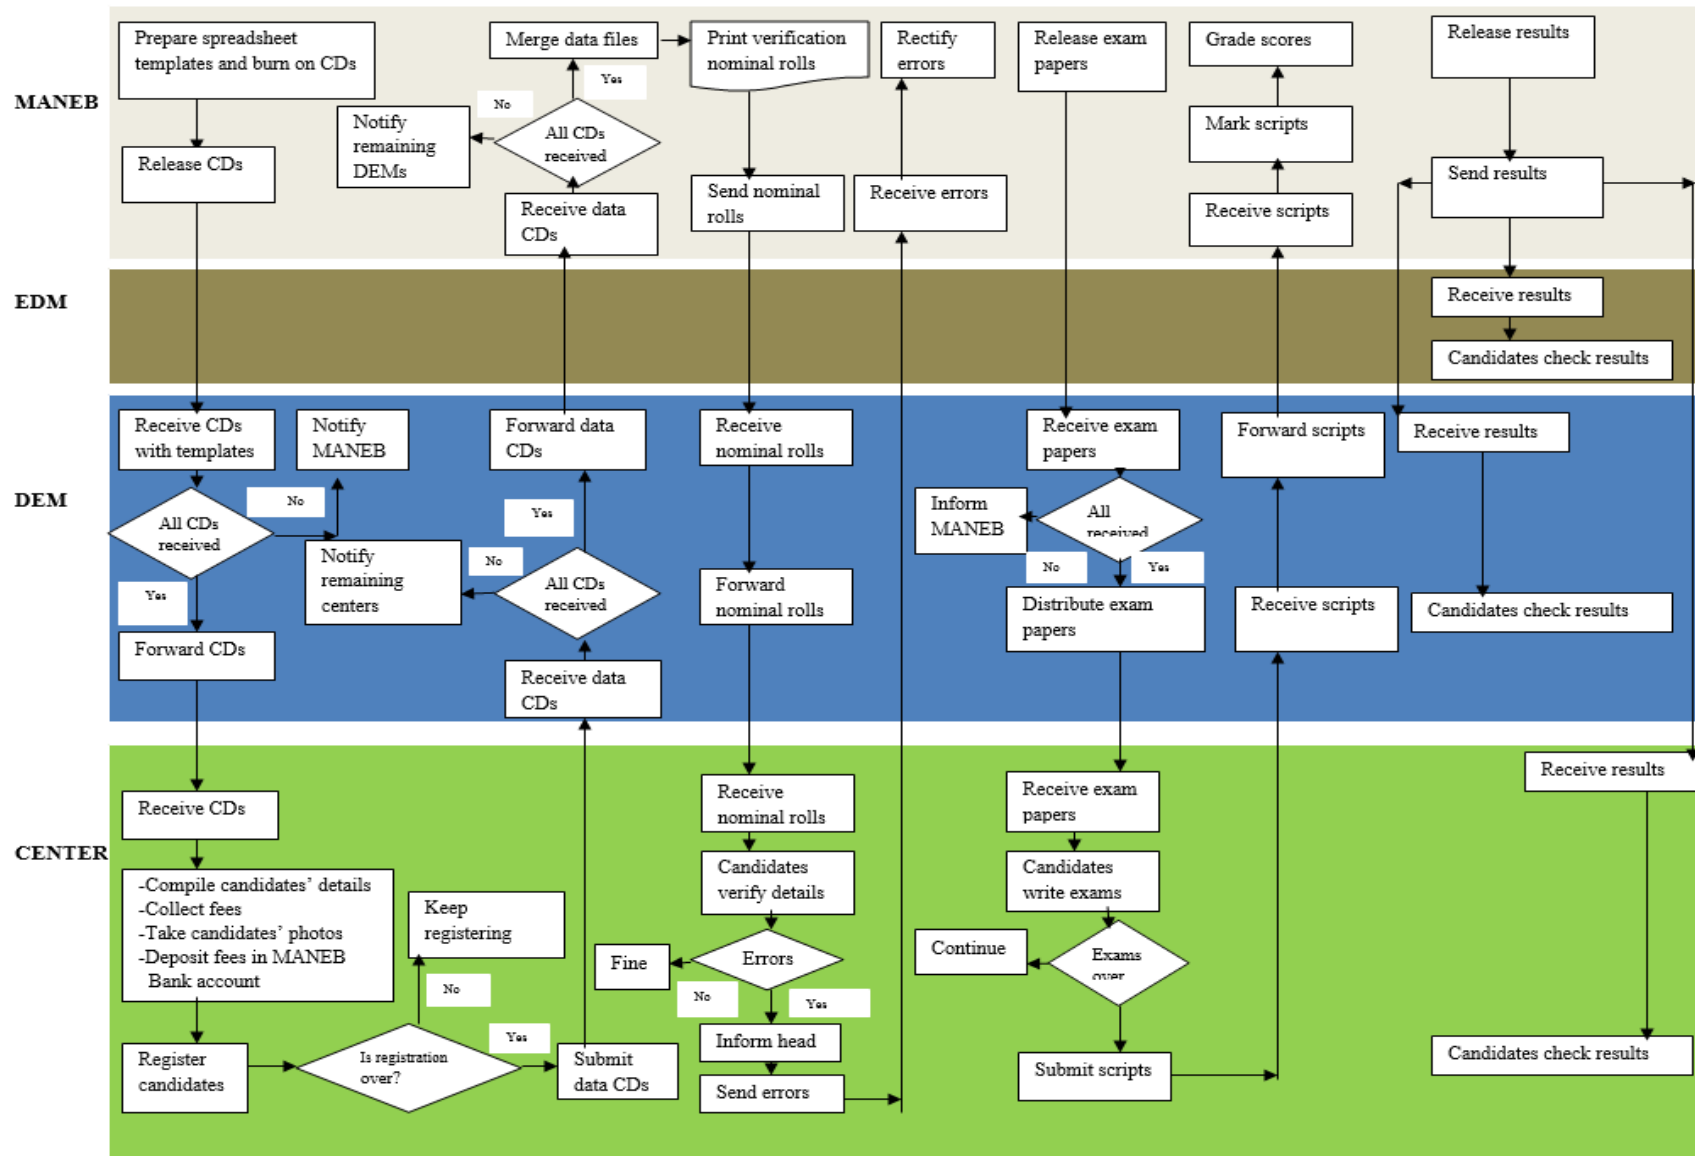 MANEB
Prepare spreadsheet
templates and burn on CDs
Release CDs
Notify
remaining
DEMs
No
Merge data files
Yes
All CDs
received
Receive data
CDs
Print verification
nominal rolls
Send nominal
rolls
Rectify
errors
Receive errors
Release exam
papers
Grade scores
Mark scripts
Receive scripts
Release results
Send results
EDM
Receive results
Candidates check results
DEM
Receive CDs
with templates
Notify
MANEB
No
All CDs
received
Yes
Forward CDs
Notify
remaining
centers
Forward data
CDs
Yes
No
All CDs
received
Receive data
CDs
Receive
nominal rolls
Forward
nominal rolls
Receive exam
papers
Inform
MANEB
All
received
No
Yes
Distribute exam
papers
Forward scripts
Receive scripts
Receive results
Candidates check results
CENTER
Receive CDs
-Compile candidates’ details
-Collect fees
-Take candidates’ photos
-Deposit fees in MANEB
Bank account
Register
candidates
Keep
registering
No
Is registration
over?
Yes
Submit
data CDs
Receive
nominal rolls
Candidates
verify details
Fine
Errors
No
Yes
Inform head
Send errors
Receive exam
papers
Candidates
write exams
Continue
Exams
over
Submit scripts
Receive results
Candidates check results